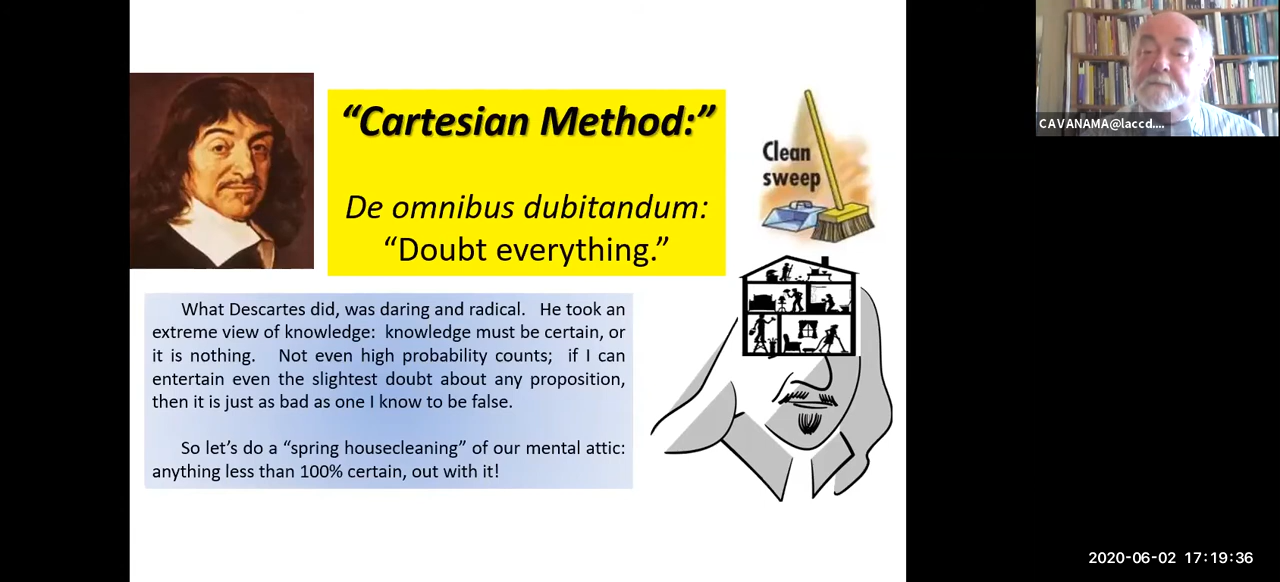 “Cartesian Method:”
De omnibus dubitandum:
“Doubt everything.”
Clean
sweep
What Descartes did, was daring and radical. He took an
extreme view of knowledge: knowledge must be certain, or
it is nothing. Not even high probability counts; if I can
entertain even the slightest doubt about any proposition,
then it is just as bad as one I know to be false.
So let’s do a “spring housecleaning” of our mental attic:
anything less than 100% certain, out with it!
CAVANAMA@laccd....
2020-06-02 17:19:36